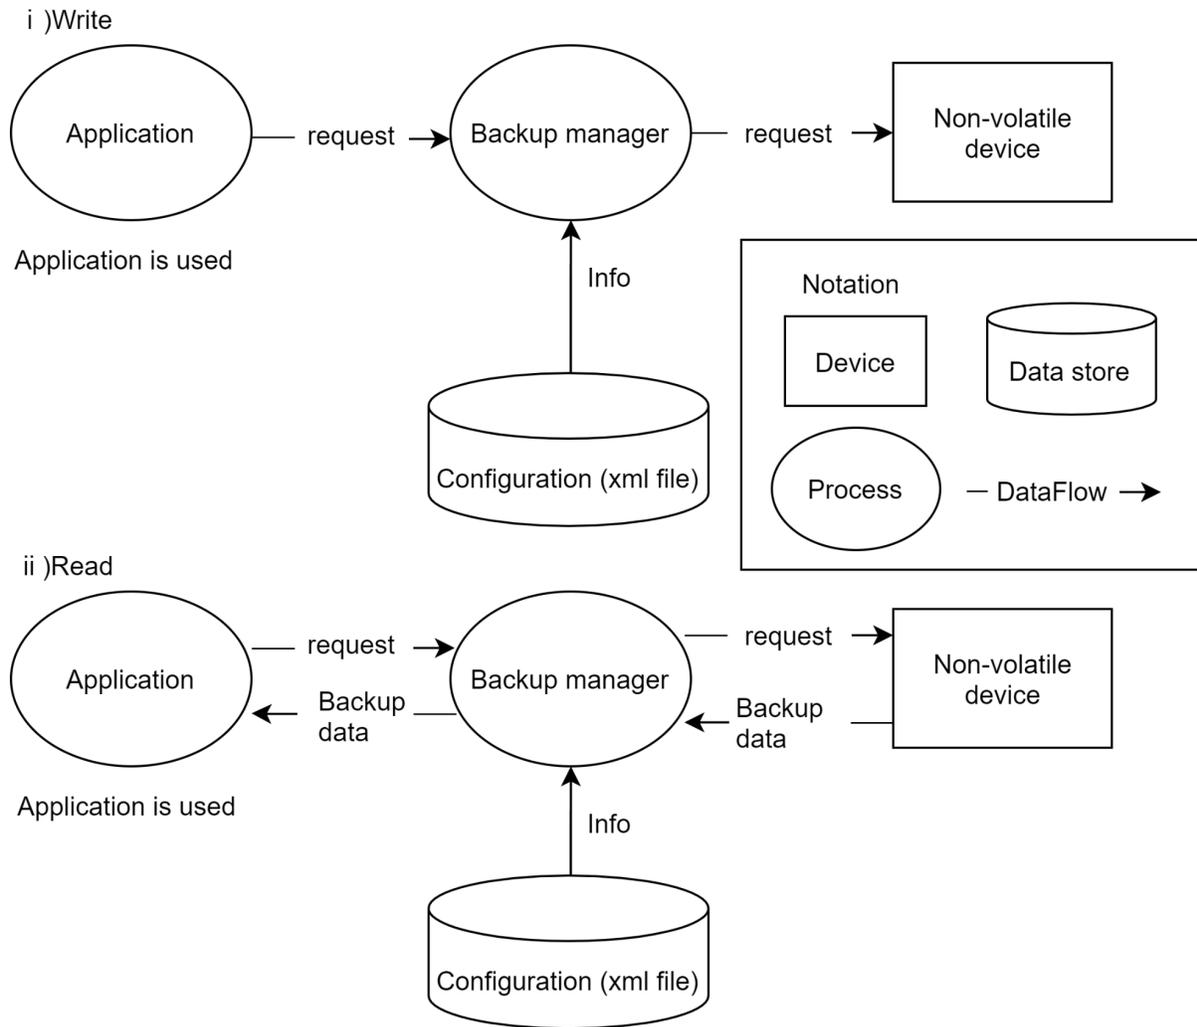 i )Write
Application
request
Backup manager
request
Non-volatile
device
Application is used
Info
Configuration (xml file)
Notation
Device
Data store
Process
DataFlow
ii )Read
Application
request
Backup
data
Backup manager
request
Backup
data
Non-volatile
device
Application is used
Info
Configuration (xml file)